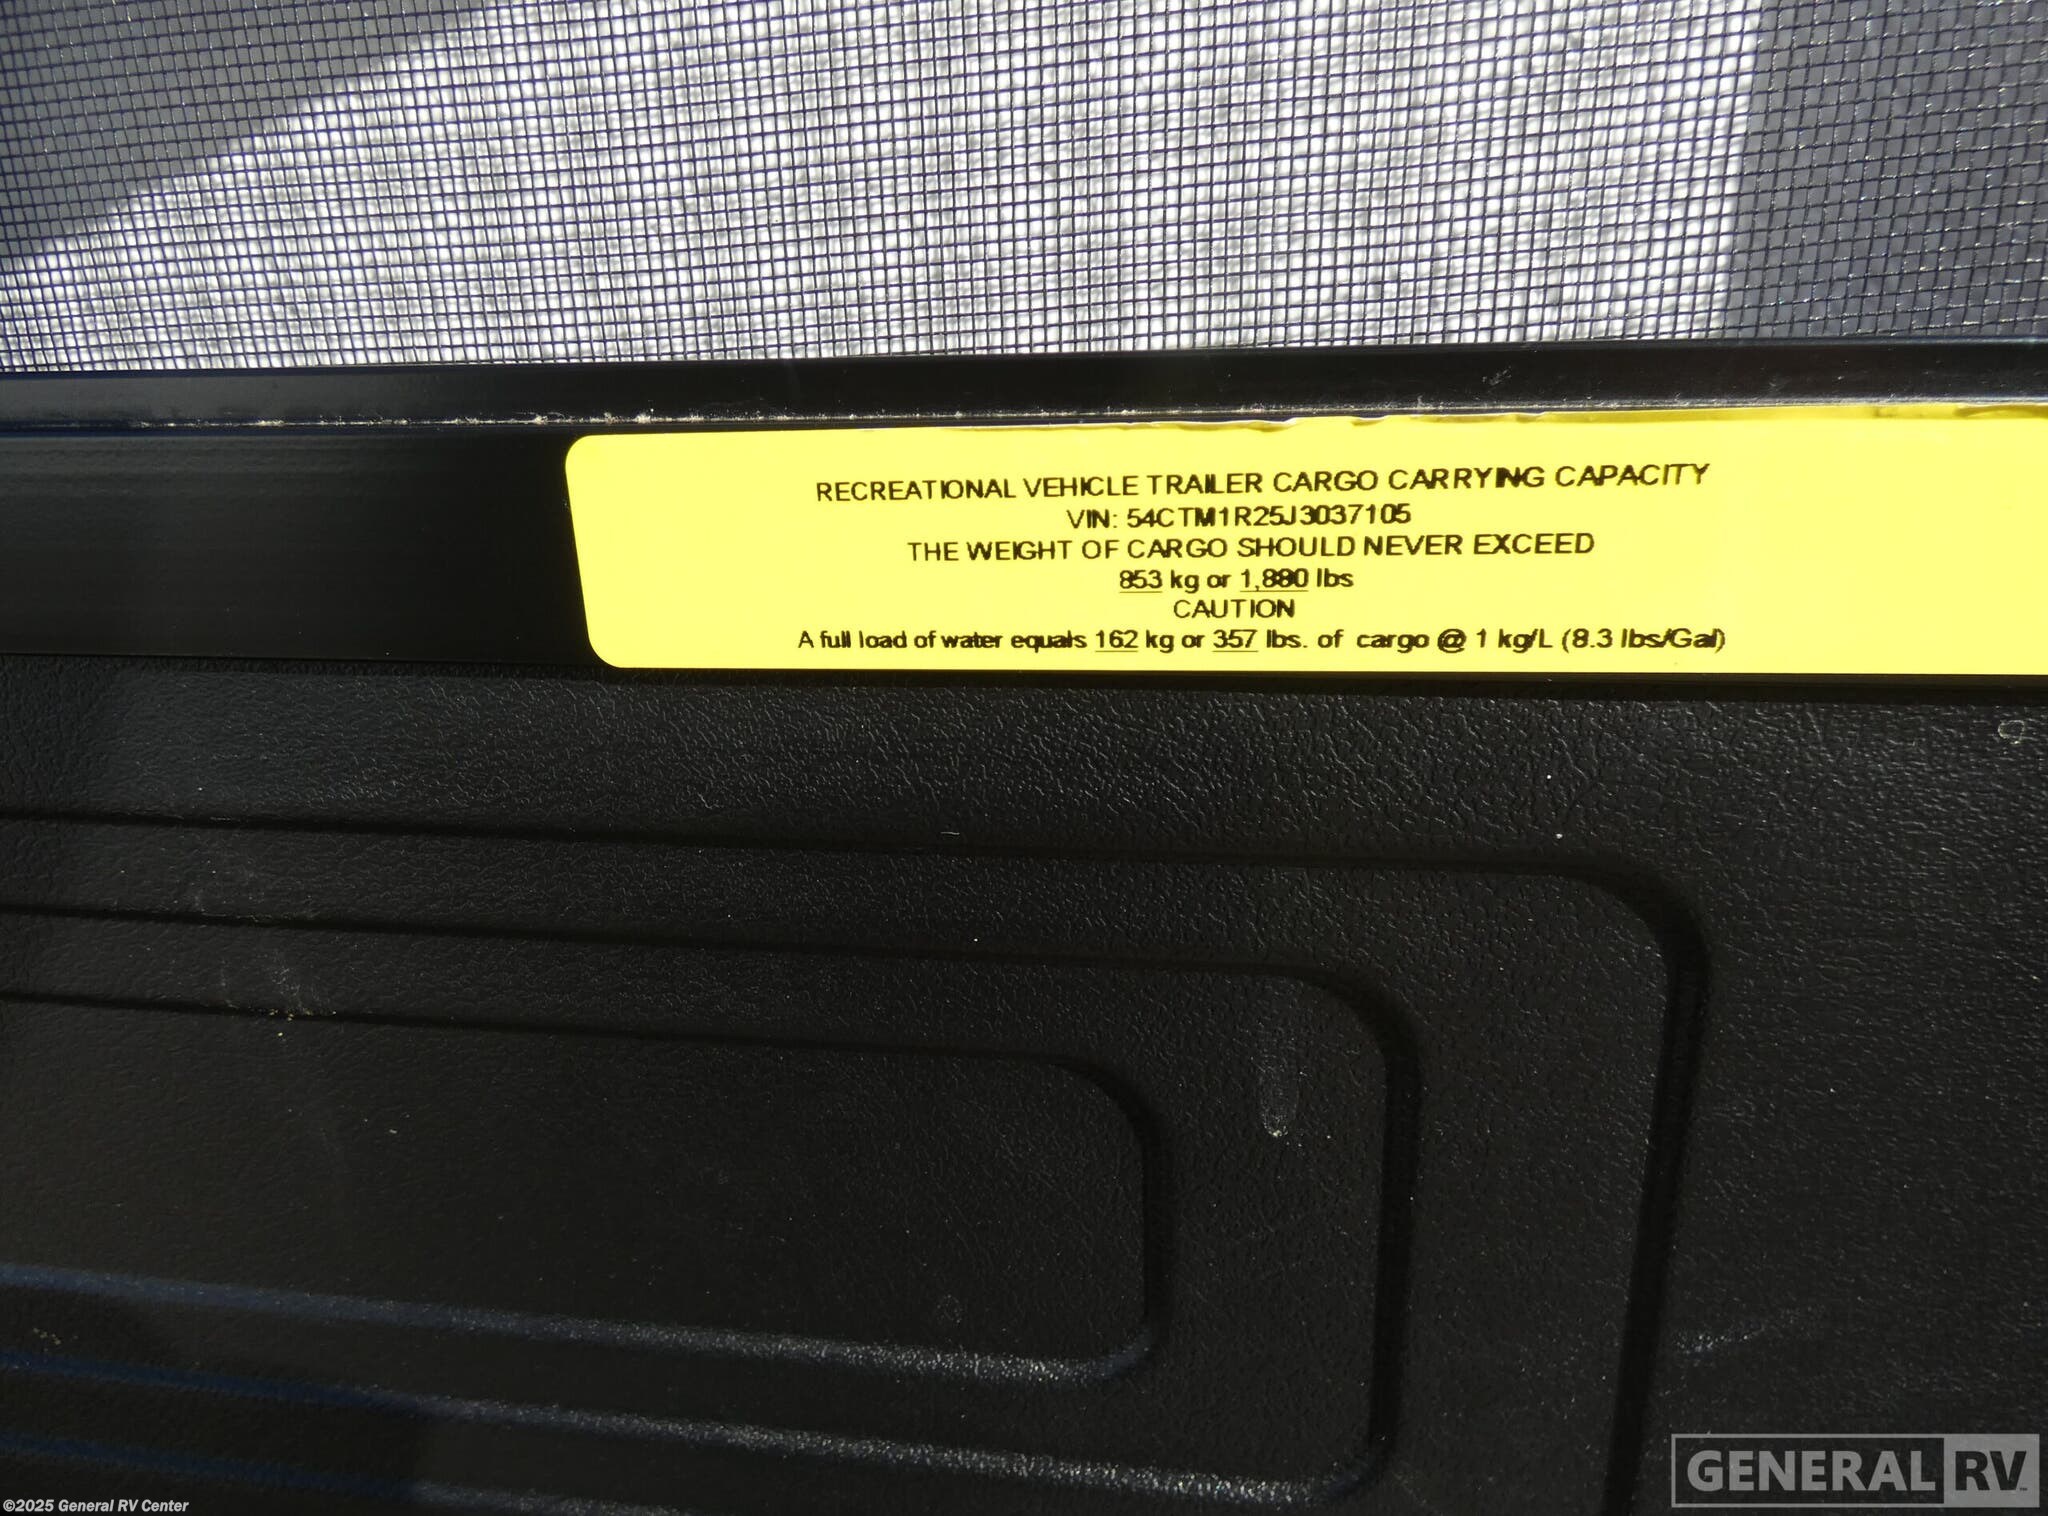 RECREATIONAL VEHICLE TRAILER CARGO CARRYING CAPACITY
VIN: 54CTM1R25J3037105
THE WEIGHT OF CARGO SHOULD NEVER EXCEED
853 kg or 1,880 lbs
CAUTION
A full load of water equals 162 kg or 357 lbs. of cargo @ 1 kg/L (8.3 lbs/Gal)
GENERAL RV
©2025 General RV Center